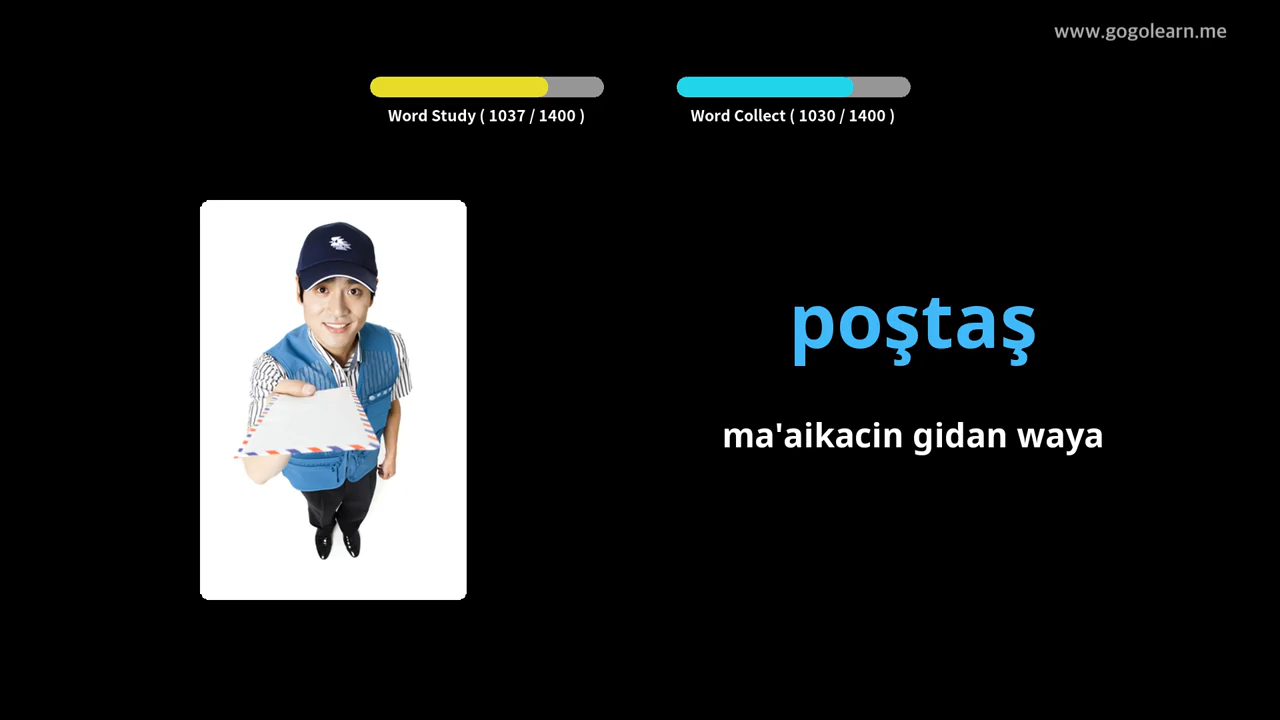 www.gogolearn.me
Word Study ( 1037 / 1400 )
Word Collect ( 1030 / 1400 )
poştaş
ma'aikacin gidan waya